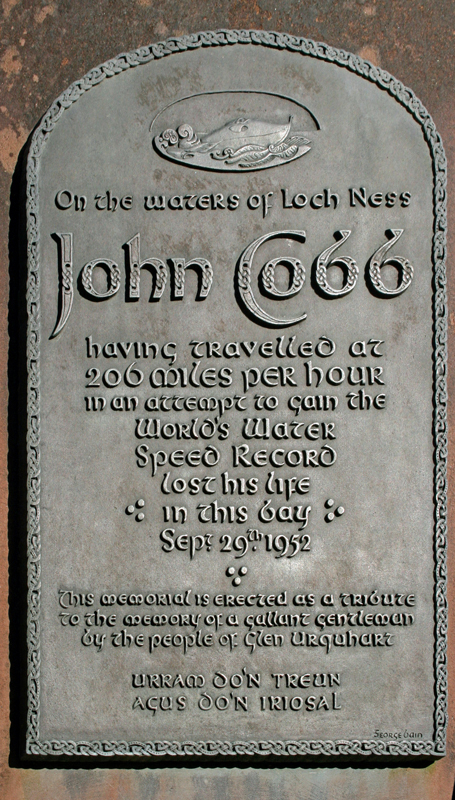 On the waters of Loch Ness
John Cobb
having travelled at
206 miles per hour
in an attempt to gain the
World's Water
Speed Record
lost his life
in this bay
Sept 29th 1952
This memorial is erected as a tribute
to the memory of a gallant gentleman
by the people of Glen Urquhart
URRAM DO'N TREUN
AGUS DO'N IRIOSAL
George Bain